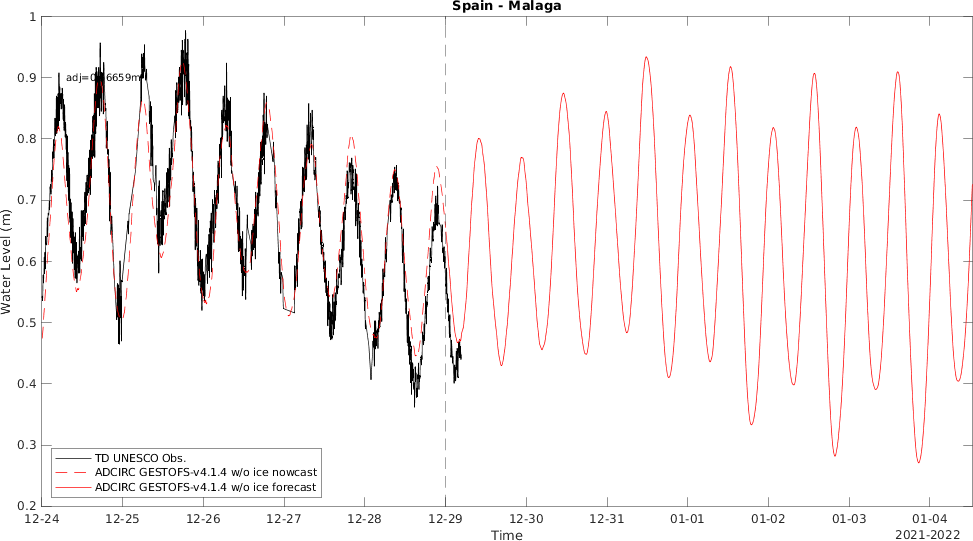 Spain - Malaga
1
0.9
0.8
0.7
0.6
0.5
0.4
0.3
0.2
Water Level (m)
TD UNESCO Obs.
ADCIRC GESTOFS-v4.1.4 w/o ice nowcast
ADCIRC GESTOFS-v4.1.4 w/o ice forecast
12-24 12-25 12-26 12-27 12-28 12-29 12-30 12-31 01-01 01-02 01-03 01-04
Time
2021-2022